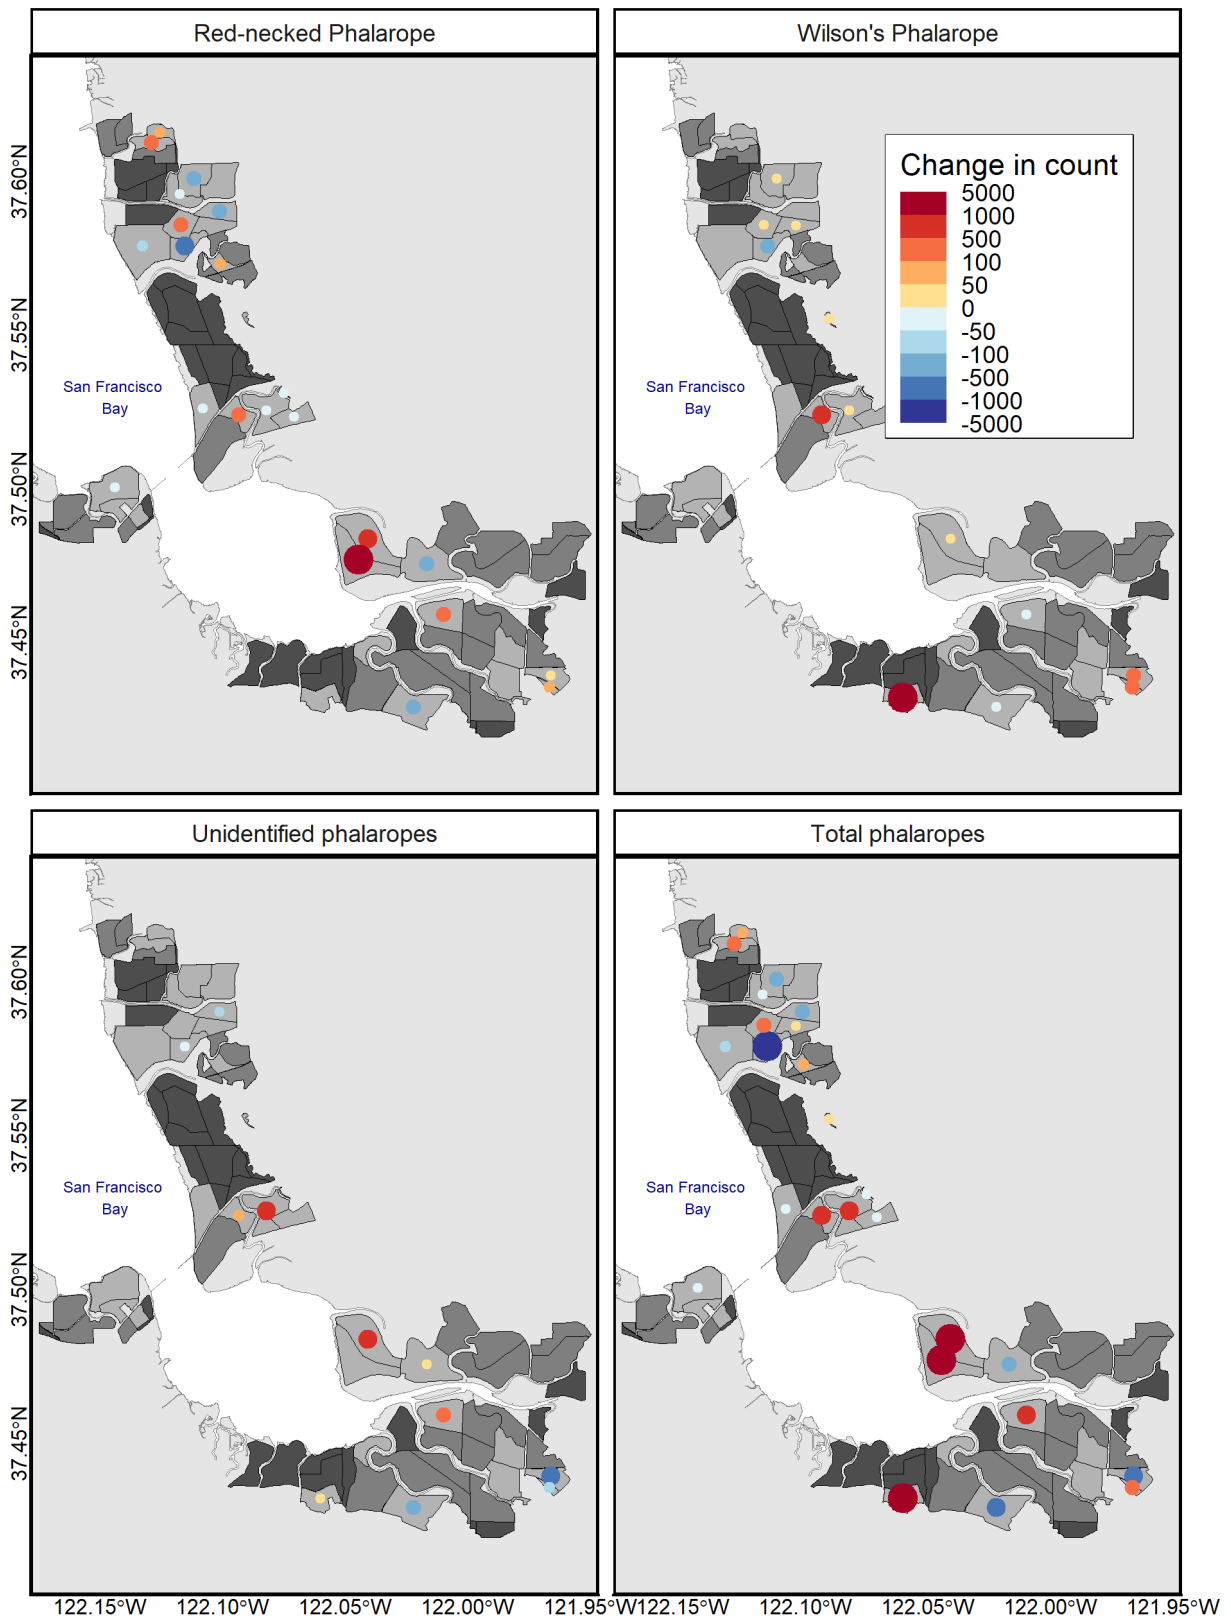 Red-necked Phalarope
Wilson's Phalarope
37.60°N
37.55°N
37.50°N
37.45°N
San Francisco
Bay
San Francisco
Bay
Change in count
5000
1000
500
100
50
0
-50
-100
-500
-1000
-5000
Unidentified phalaropes
Total phalaropes
37.60°N
37.55°N
37.50°N
37.45°N
San Francisco
Bay
San Francisco
Bay
122.15°W 122.10°W 122.05°W 122.00°W 121.95°W
122.15°W 122.10°W 122.05°W 122.00°W 121.95°W